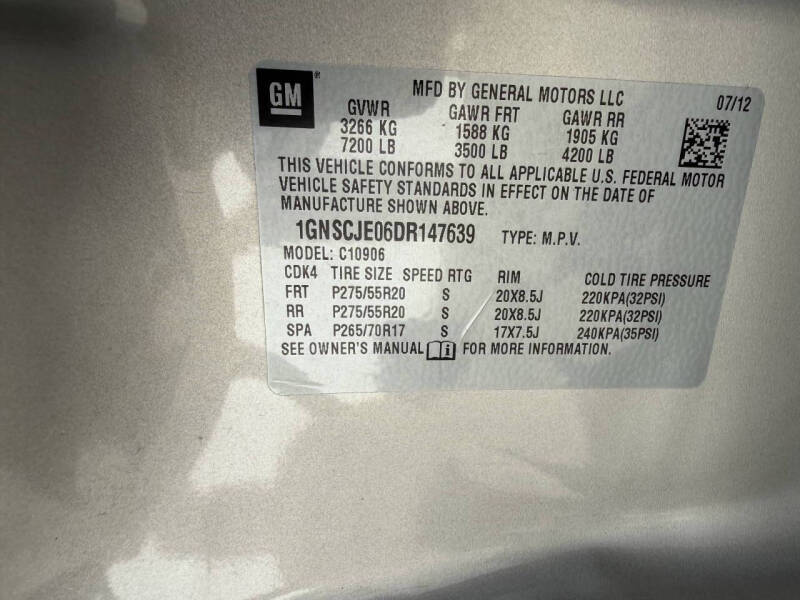 GM ® MFD BY GENERAL MOTORS LLC 07/12
GVWR GAWR FRT GAWR RR
3266 KG 1588 KG 1905 KG
7200 LB 3500 LB 4200 LB
THIS VEHICLE CONFORMS TO ALL APPLICABLE U.S. FEDERAL MOTOR
VEHICLE SAFETY STANDARDS IN EFFECT ON THE DATE OF
MANUFACTURE SHOWN ABOVE.
1GNSCJE06DR147639 TYPE: M.P.V.
MODEL: C10906
CDK4 TIRE SIZE SPEED RTG RIM COLD TIRE PRESSURE
FRT P275/55R20 S 20X8.5J 220KPA(32PSI)
RR P275/55R20 S 20X8.5J 220KPA(32PSI)
SPA P265/70R17 S 17X7.5J 240KPA(35PSI)
SEE OWNER'S MANUAL i FOR MORE INFORMATION.